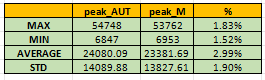 peak_AUT peak_M %
MAX 54748 53762 1.83%
MIN 6847 6953 1.52%
AVERAGE 24080.09 23381.69 2.99%
STD 14089.88 13827.61 1.90%